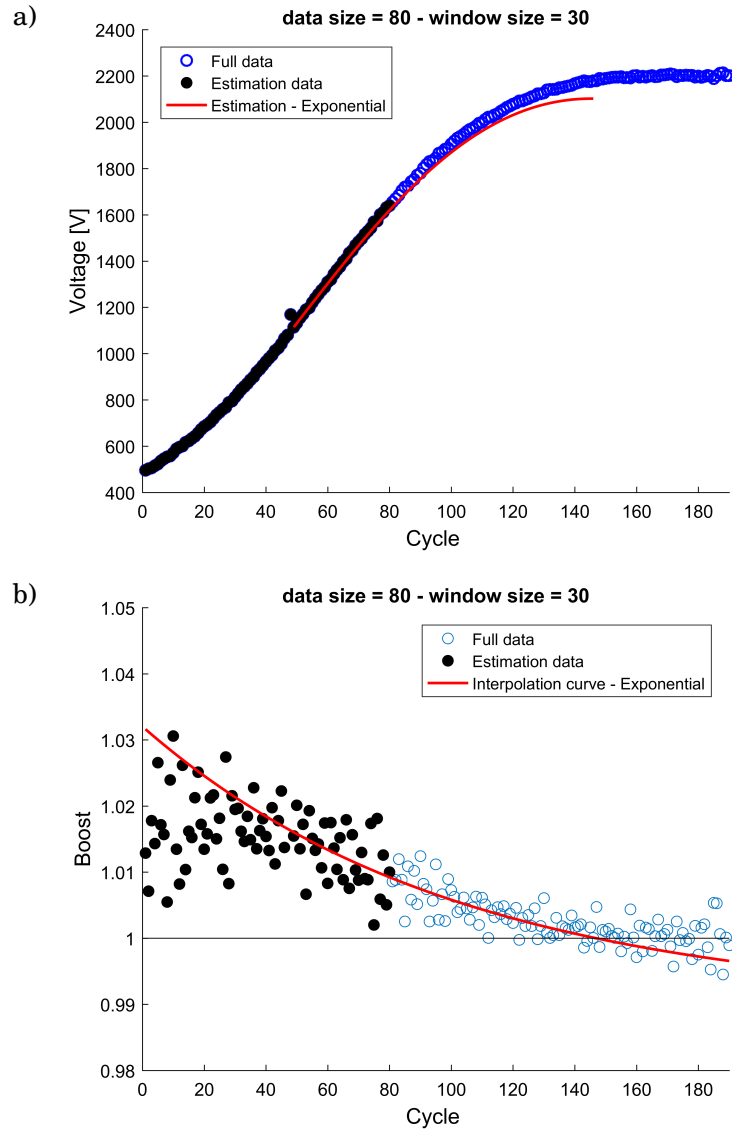 a)
data size = 80 - window size = 30
Full data
Estimation data
Estimation - Exponential
Voltage [V]
2400
2200
2000
1800
1600
1400
1200
1000
800
600
400
0 20 40 60 80 100 120 140 160 180
Cycle
b)
data size = 80 - window size = 30
Full data
Estimation data
Interpolation curve - Exponential
Boost
1.05
1.04
1.03
1.02
1.01
1
0.99
0.98
0 20 40 60 80 100 120 140 160 180
Cycle